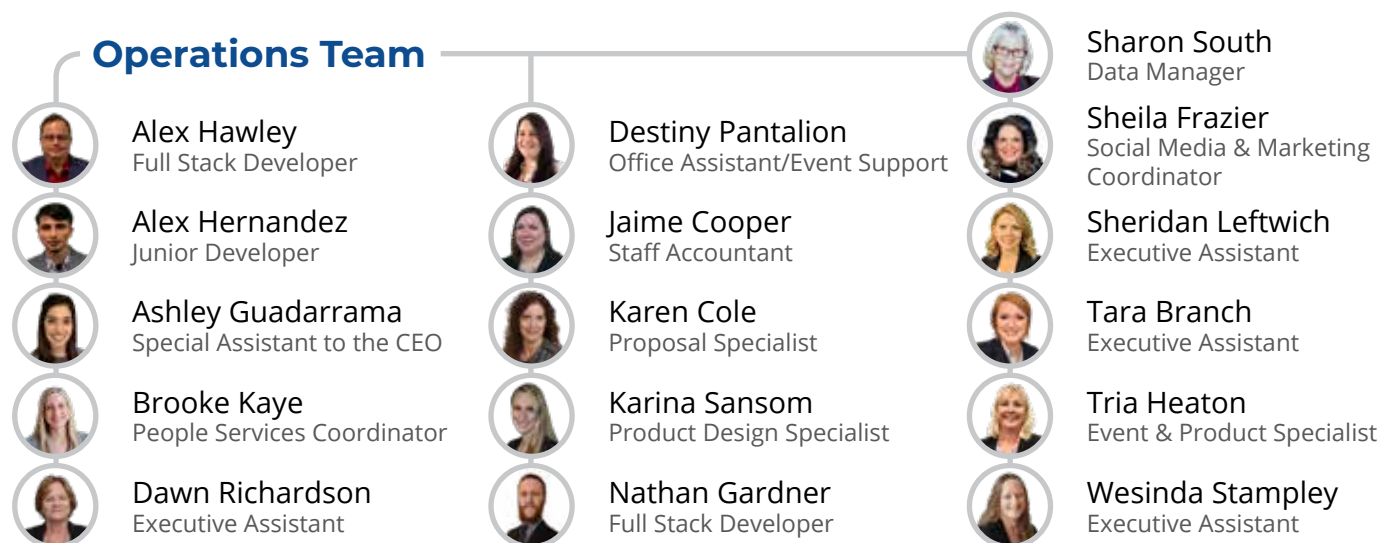 Operations Team
Alex Hawley
Full Stack Developer
Alex Hernandez
Junior Developer
Ashley Guadarrama
Special Assistant to the CEO
Brooke Kaye
People Services Coordinator
Dawn Richardson
Executive Assistant
Destiny Pantalion
Office Assistant/Event Support
Jaime Cooper
Staff Accountant
Karen Cole
Proposal Specialist
Karina Sansom
Product Design Specialist
Nathan Gardner
Full Stack Developer
Sharon South
Data Manager
Sheila Frazier
Social Media & Marketing
Coordinator
Sheridan Leftwich
Executive Assistant
Tara Branch
Executive Assistant
Tria Heaton
Event & Product Specialist
Wesinda Stampley
Executive Assistant